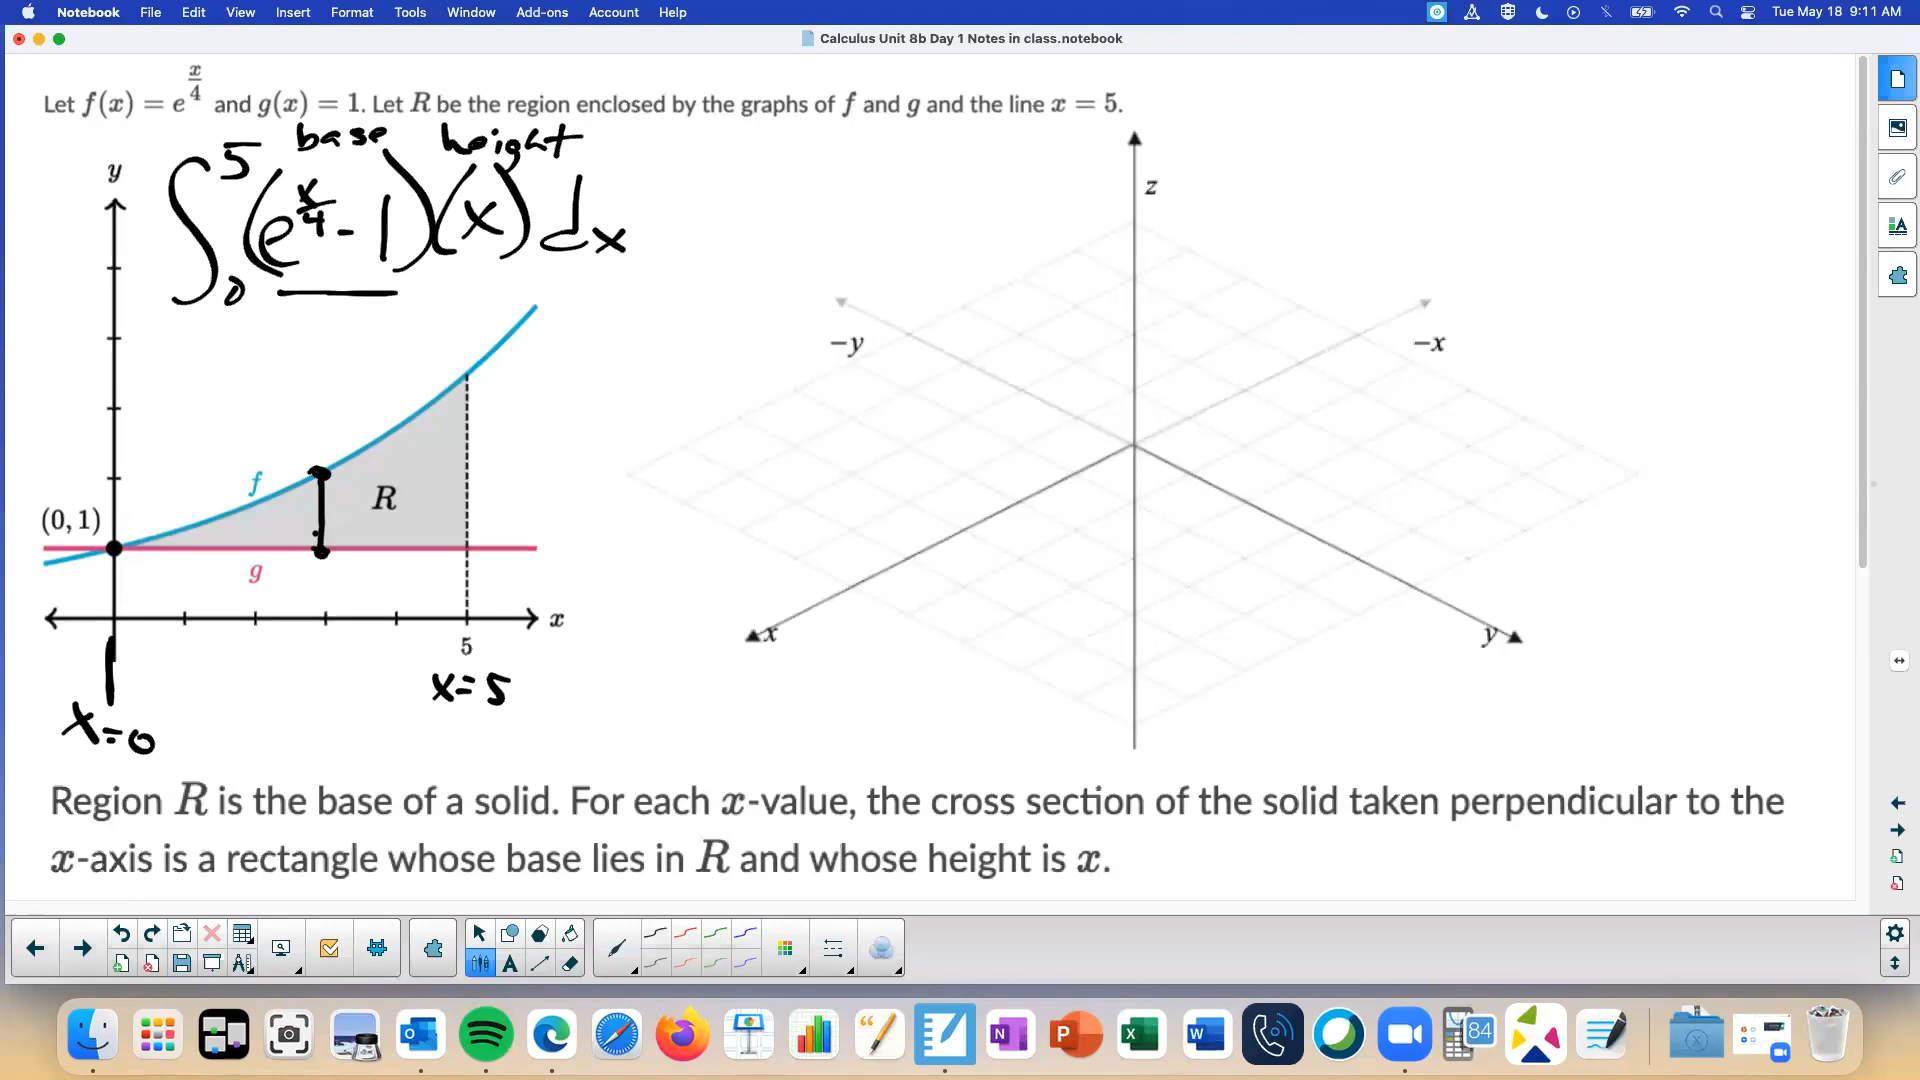 Notebook File Edit View Insert Format Tools Window Add-ons Account Help Tue May 18 9:11 AM
Calculus Unit 8b Day 1 Notes in class.notebook
Let f(x) = e^{x/4} and g(x) = 1. Let R be the region enclosed by the graphs of f and g and the line x = 5.
base height
∫_0^5 (e^{x/4} - 1)(x) dx
y
f
R
(0, 1)
g
x
5
x=5
x=0
z
-y
-x
x
y
Region R is the base of a solid. For each x-value, the cross section of the solid taken perpendicular to the
x-axis is a rectangle whose base lies in R and whose height is x.
A
A
N
P
X
W
84
X